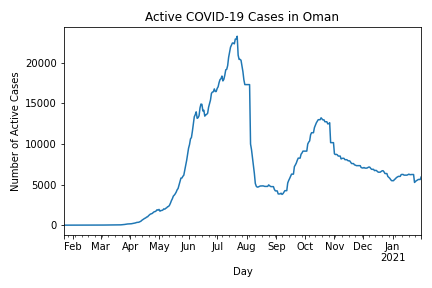 Active COVID-19 Cases in Oman
Number of Active Cases
20000
15000
10000
5000
0
Feb Mar Apr May Jun Jul Aug Sep Oct Nov Dec Jan
2021
Day